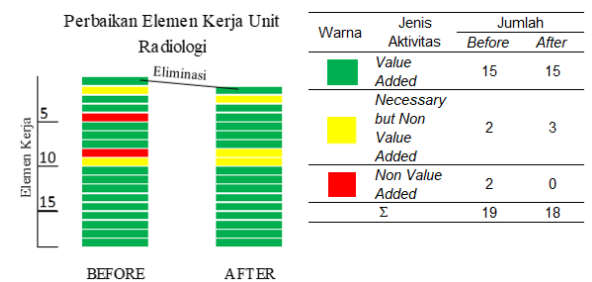 Perbaikan Elemen Kerja Unit
Radiologi
Eliminasi
Elemen Kerja
5
10
15
BEFORE AFTER
Warna Jenis Aktivitas Jumlah
Before After
Value Added 15 15
Necessary but Non Value Added 2 3
Non Value Added 2 0
Σ 19 18